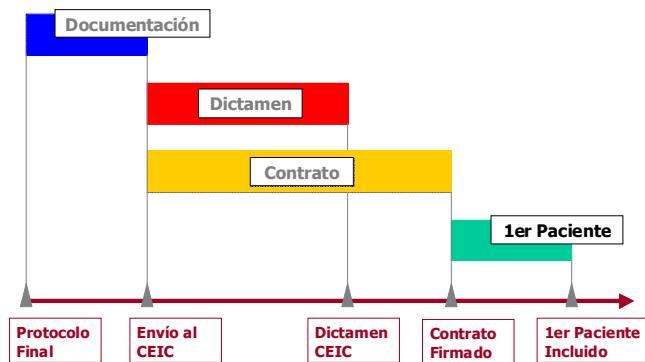 Documentación
Dictamen
Contrato
1er Paciente
Protocolo
Final
Envío al
CEIC
Dictamen
CEIC
Contrato
Firmado
1er Paciente
Incluido